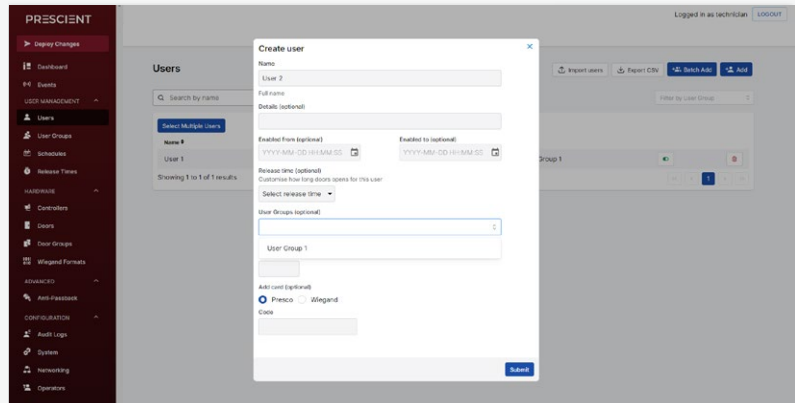 PRESCIENT
Logged in as technician
LOGOUT
Deploy Changes
Dashboard
Events
USER MANAGEMENT
Users
User Groups
Schedules
Release Times
HARDWARE
Controllers
Doors
Door Groups
Wiegand Formats
ADVANCED
Anti-Passback
CONFIGURATION
Audit Logs
System
Networking
Operators
Users
Import users
Export CSV
Batch Add
Add
Search by name
Filter by User Group
Select Multiple Users
Name
User 1
Group 1
Showing 1 to 1 of 1 results
1
Create user
Name
User 2
Full name
Details (optional)
Enabled from (optional)
Enabled to (optional)
YYYY-MM-DD HH:MM:SS
YYYY-MM-DD HH:MM:SS
Release time (optional)
Customise how long doors opens for this user
Select release time
User Groups (optional)
User Group 1
Add card (optional)
Presco
Wiegand
Code
Submit